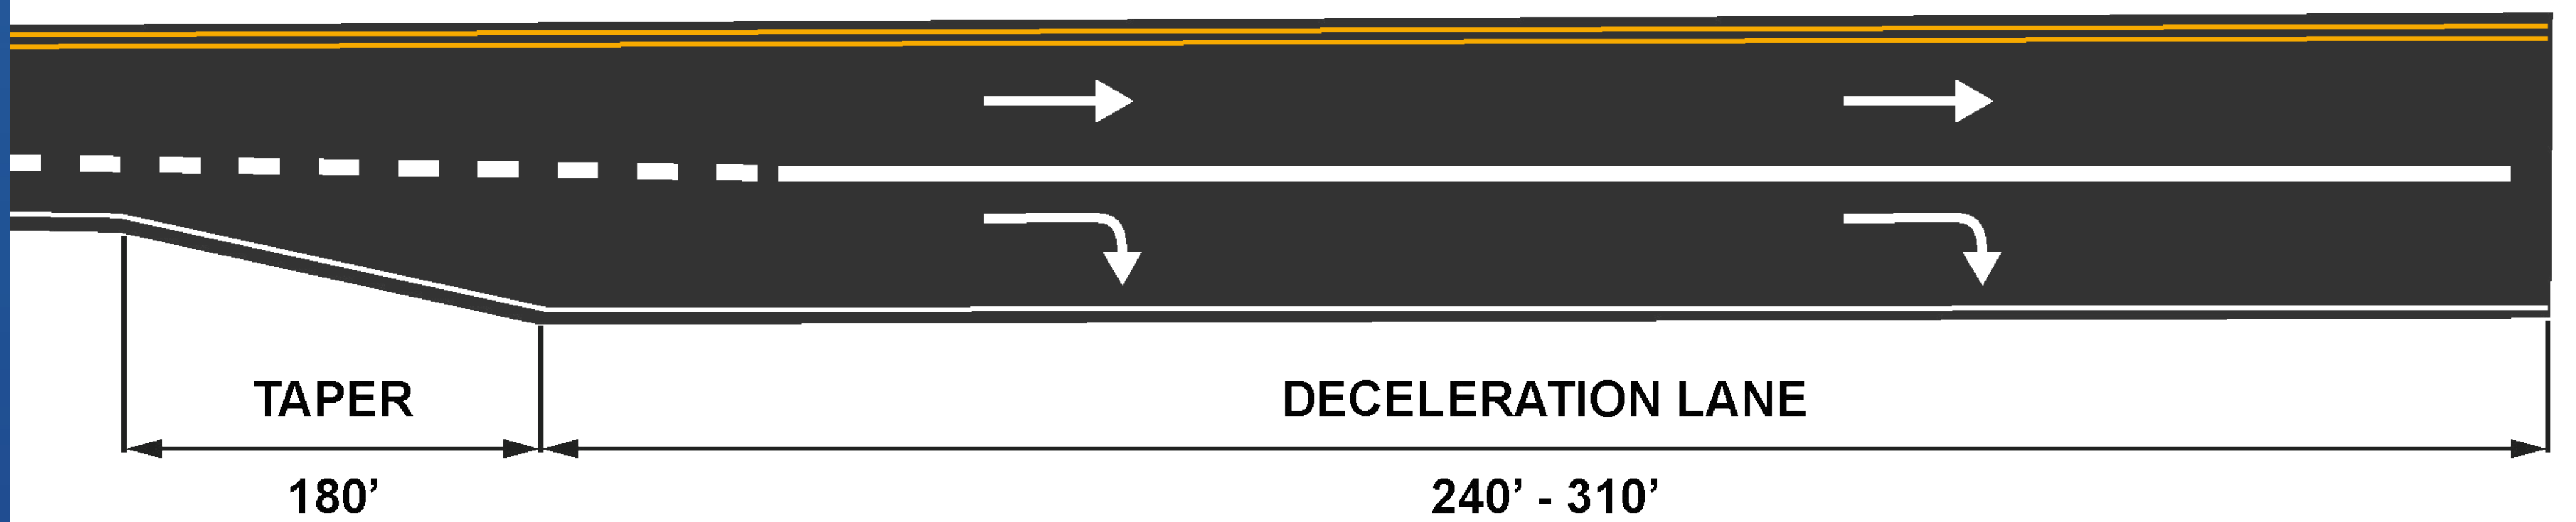 TAPER
DECELERATION LANE
180’
240’ - 310’